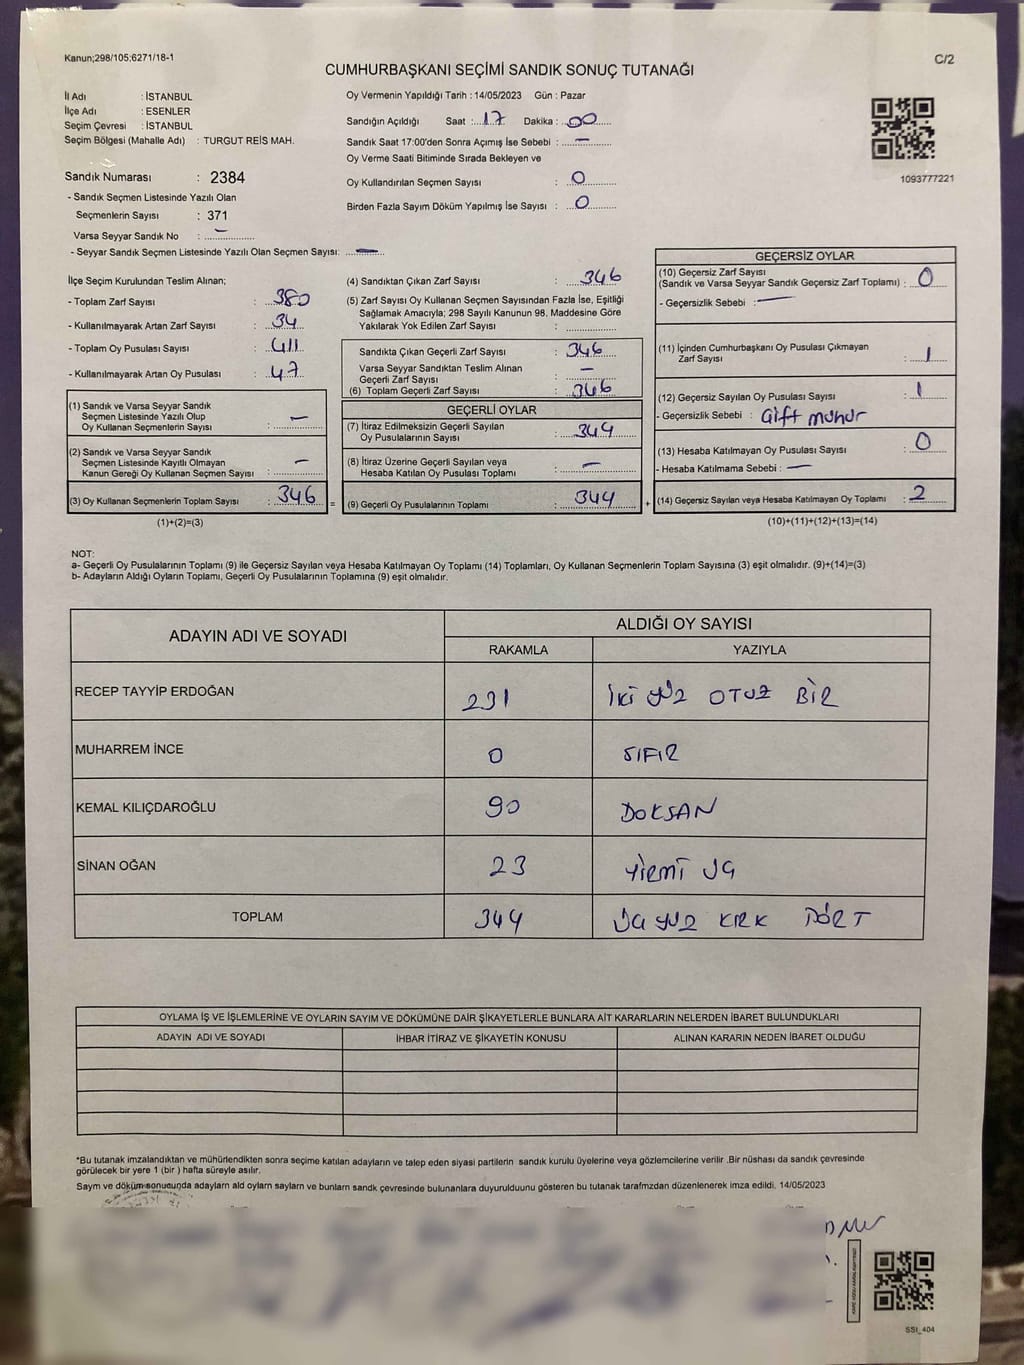 Kanun;298/105;6271/18-1
C/2
CUMHURBAŞKANI SEÇİMİ SANDIK SONUÇ TUTANAĞI
İl Adı : İSTANBUL
İlçe Adı : ESENLER
Seçim Çevresi : İSTANBUL
Seçim Bölgesi (Mahalle Adı) : TURGUT REİS MAH.
Sandık Numarası : 2384
- Sandık Seçmen Listesinde Yazılı Olan
Seçmenlerin Sayısı : 371
Varsa Seyyar Sandık No : –
- Seyyar Sandık Seçmen Listesinde Yazılı Olan Seçmen Sayısı: –
Oy Vermenin Yapıldığı Tarih : 14/05/2023 Gün : Pazar
Sandığın Açıldığı Saat : 17 Dakika : 00
Sandık Saat 17:00'den Sonra Açımış İse Sebebi : –
Oy Verme Saati Bitiminde Sırada Bekleyen ve
Oy Kullandırılan Seçmen Sayısı : 0
Birden Fazla Sayım Döküm Yapılmış İse Sayısı : 0
1093777221
İlçe Seçim Kurulundan Teslim Alınan;
- Toplam Zarf Sayısı : 380
- Kullanılmayarak Artan Zarf Sayısı : 34
- Toplam Oy Pusulası Sayısı : 411
- Kullanılmayarak Artan Oy Pusulası : 47
(1) Sandık ve Varsa Seyyar Sandık
Seçmen Listesinde Yazılı Olup
Oy Kullanan Seçmenlerin Sayısı : –
(2) Sandık ve Varsa Seyyar Sandık
Seçmen Listesinde Kayıtlı Olmayan
Kanun Gereği Oy Kullanan Seçmen Sayısı : –
(3) Oy Kullanan Seçmenlerin Toplam Sayısı : 346 =
(1)+(2)=(3)
(4) Sandıktan Çıkan Zarf Sayısı : 346
(5) Zarf Sayısı Oy Kullanan Seçmen Sayısından Fazla İse, Eşitliği
Sağlamak Amacıyla; 298 Sayılı Kanunun 98. Maddesine Göre
Yakılarak Yok Edilen Zarf Sayısı :
Sandıkta Çıkan Geçerli Zarf Sayısı : 346
Varsa Seyyar Sandıktan Teslim Alınan
Geçerli Zarf Sayısı : –
(6) Toplam Geçerli Zarf Sayısı : 346
GEÇERLİ OYLAR
(7) İtiraz Edilmeksizin Geçerli Sayılan
Oy Pusulalarının Sayısı : 344
(8) İtiraz Üzerine Geçerli Sayılan veya
Hesaba Katılan Oy Pusulası Toplamı : –
(9) Geçerli Oy Pusulalarının Toplamı : 344 +
GEÇERSİZ OYLAR
(10) Geçersiz Zarf Sayısı
(Sandık ve Varsa Seyyar Sandık Geçersiz Zarf Toplamı) : 0
- Geçersizlik Sebebi : –
(11) İçinden Cumhurbaşkanı Oy Pusulası Çıkmayan
Zarf Sayısı : 1
(12) Geçersiz Sayılan Oy Pusulası Sayısı : 1
- Geçersizlik Sebebi : Çift mühür
(13) Hesaba Katılmayan Oy Pusulası Sayısı : 0
- Hesaba Katılmama Sebebi : –
(14) Geçersiz Sayılan veya Hesaba Katılmayan Oy Toplamı : 2
(10)+(11)+(12)+(13)=(14)
NOT:
a- Geçerli Oy Pusulalarının Toplamı (9) ile Geçersiz Sayılan veya Hesaba Katılmayan Oy Toplamı (14) Toplamları, Oy Kullanan Seçmenlerin Toplam Sayısına (3) eşit olmalıdır. (9)+(14)=(3)
b- Adayların Aldığı Oyların Toplamı, Geçerli Oy Pusulalarının Toplamına (9) eşit olmalıdır.
ADAYIN ADI VE SOYADI ALDIĞI OY SAYISI
RAKAMLA YAZIYLA
RECEP TAYYİP ERDOĞAN 231 İKİ YÜZ OTUZ BİR
MUHARREM İNCE 0 SIFIR
KEMAL KILIÇDAROĞLU 90 DOKSAN
SİNAN OĞAN 23 YİRMİ ÜÇ
TOPLAM 344 ÜÇ YÜZ KIRK DÖRT
OYLAMA İŞ VE İŞLEMLERİNE VE OYLARIN SAYIM VE DÖKÜMÜNE DAİR ŞİKAYETLERLE BUNLARA AİT KARARLARIN NELERDEN İBARET BULUNDUKLARI
ADAYIN ADI VE SOYADI İHBAR İTİRAZ VE ŞİKAYETİN KONUSU ALINAN KARARIN NEDEN İBARET OLDUĞU
*Bu tutanak imzalandıktan ve mühürlendikten sonra seçime katılan adayların ve talep eden siyasi partilerin sandık kurulu üyelerine veya gözlemcilerine verilir .Bir nüshası da sandık çevresinde
görülecek bir yere 1 (bir ) hafta süreyle asılır.
Sayım ve döküm sonucunda adayların ald oyların sayların ve bunların sandk çevresinde bulunanlara duyurulduunu gösteren bu tutanak tarafmzdan düzenlenerek imza edildi. 14/05/2023
SSI_404